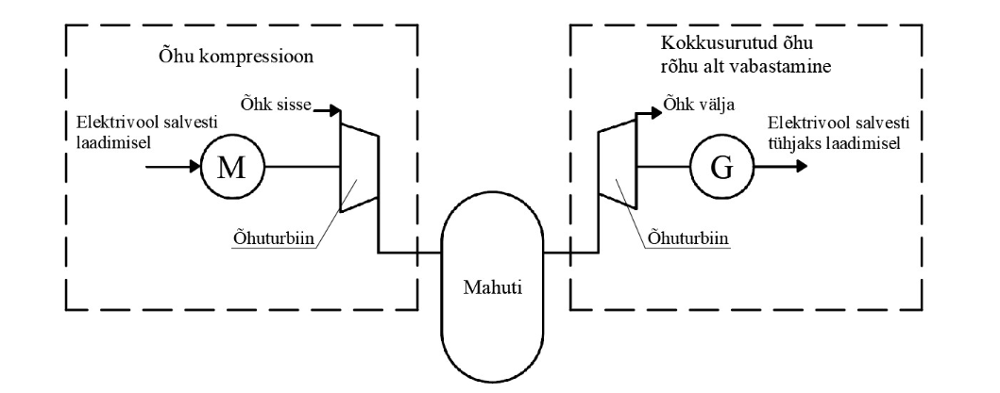 Õhu kompressioon
Õhk sisse
Elektrivool salvesti
laadimisel
M
Õhuturbiin
Mahuti
Kokkusurutud õhu
rõhu alt vabastamine
Õhk välja
Elektrivool salvesti
tühjaks laadimisel
G
Õhuturbiin